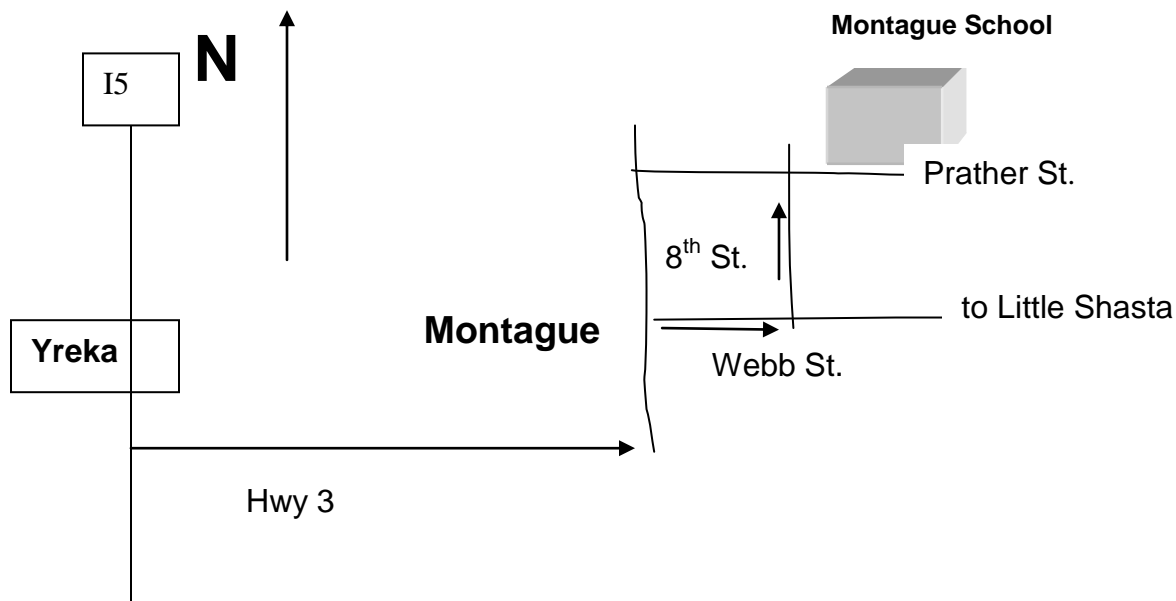 Montague School
N
I5
Prather St.
8th St.
to Little Shasta
Montague
Yreka
Webb St.
Hwy 3